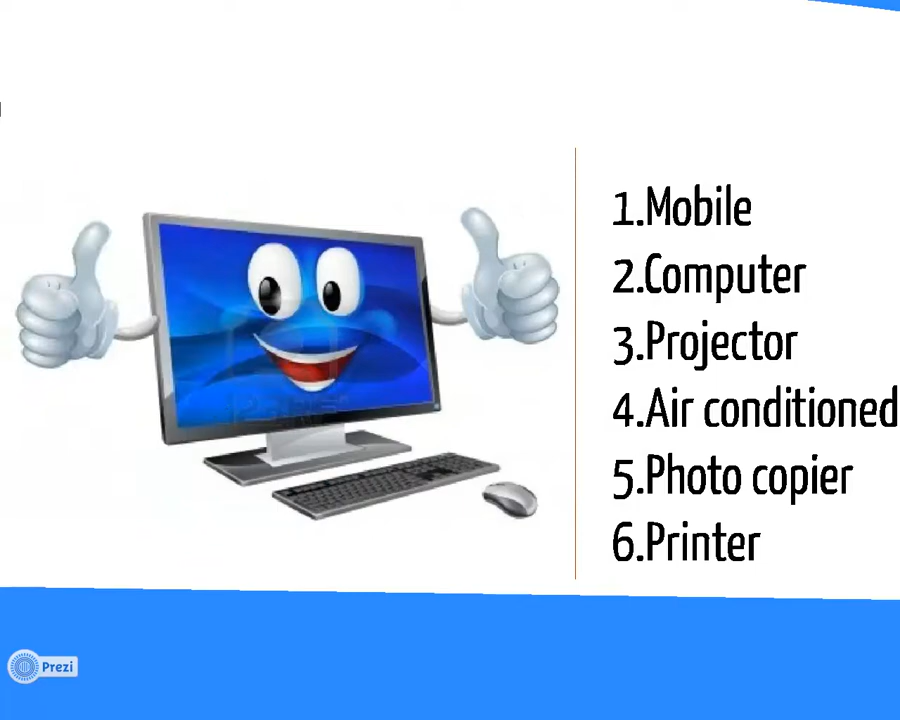 1.Mobile
2.Computer
3.Projector
4.Air conditioned
5.Photo copier
6.Printer
Prezi